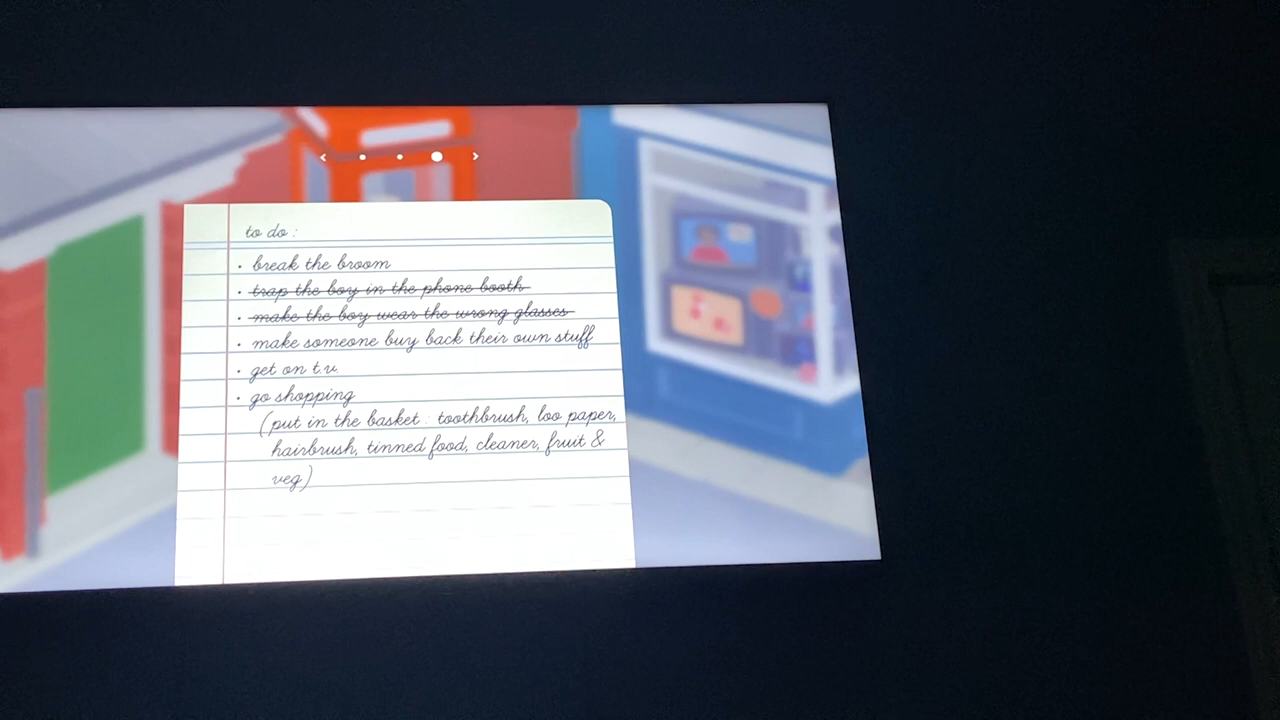 to do :
• break the broom
• trap the boy in the phone booth
• make the boy wear the wrong glasses
• make someone buy back their own stuff
• get on t.v.
• go shopping
(put in the basket : toothbrush, loo paper,
hairbrush, tinned food, cleaner, fruit &
veg)